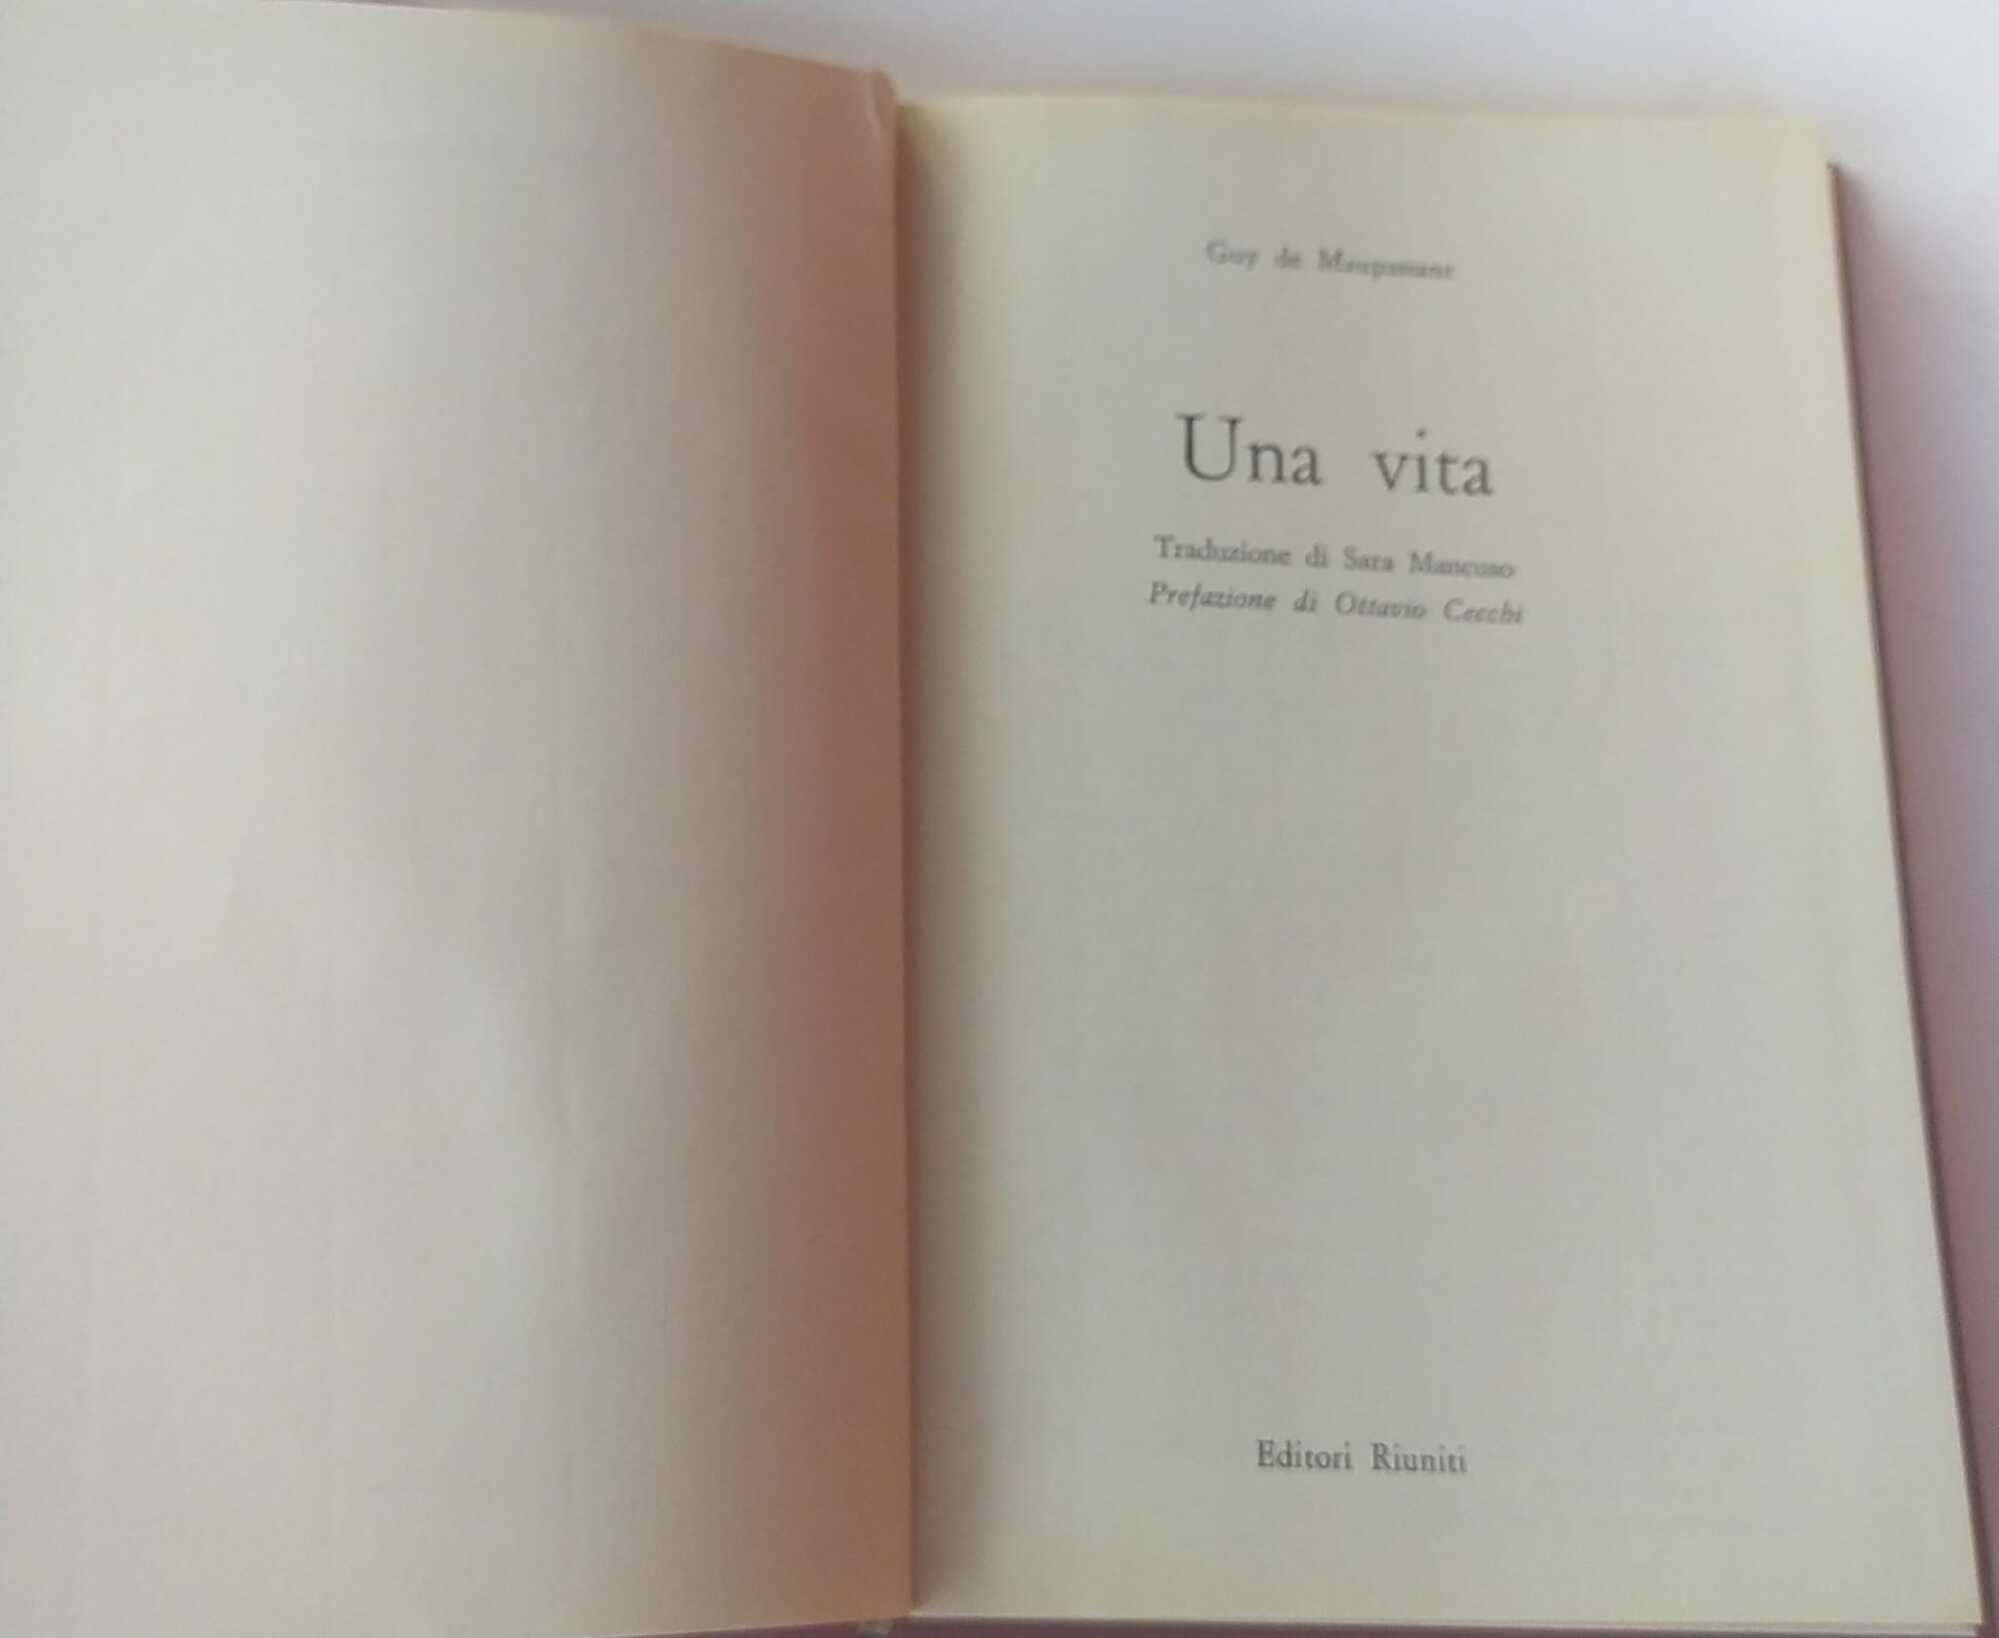 Guy de Maupassant
Una vita
Traduzione di Sara Mancuso
Prefazione di Ottavio Cecchi
Editori Riuniti